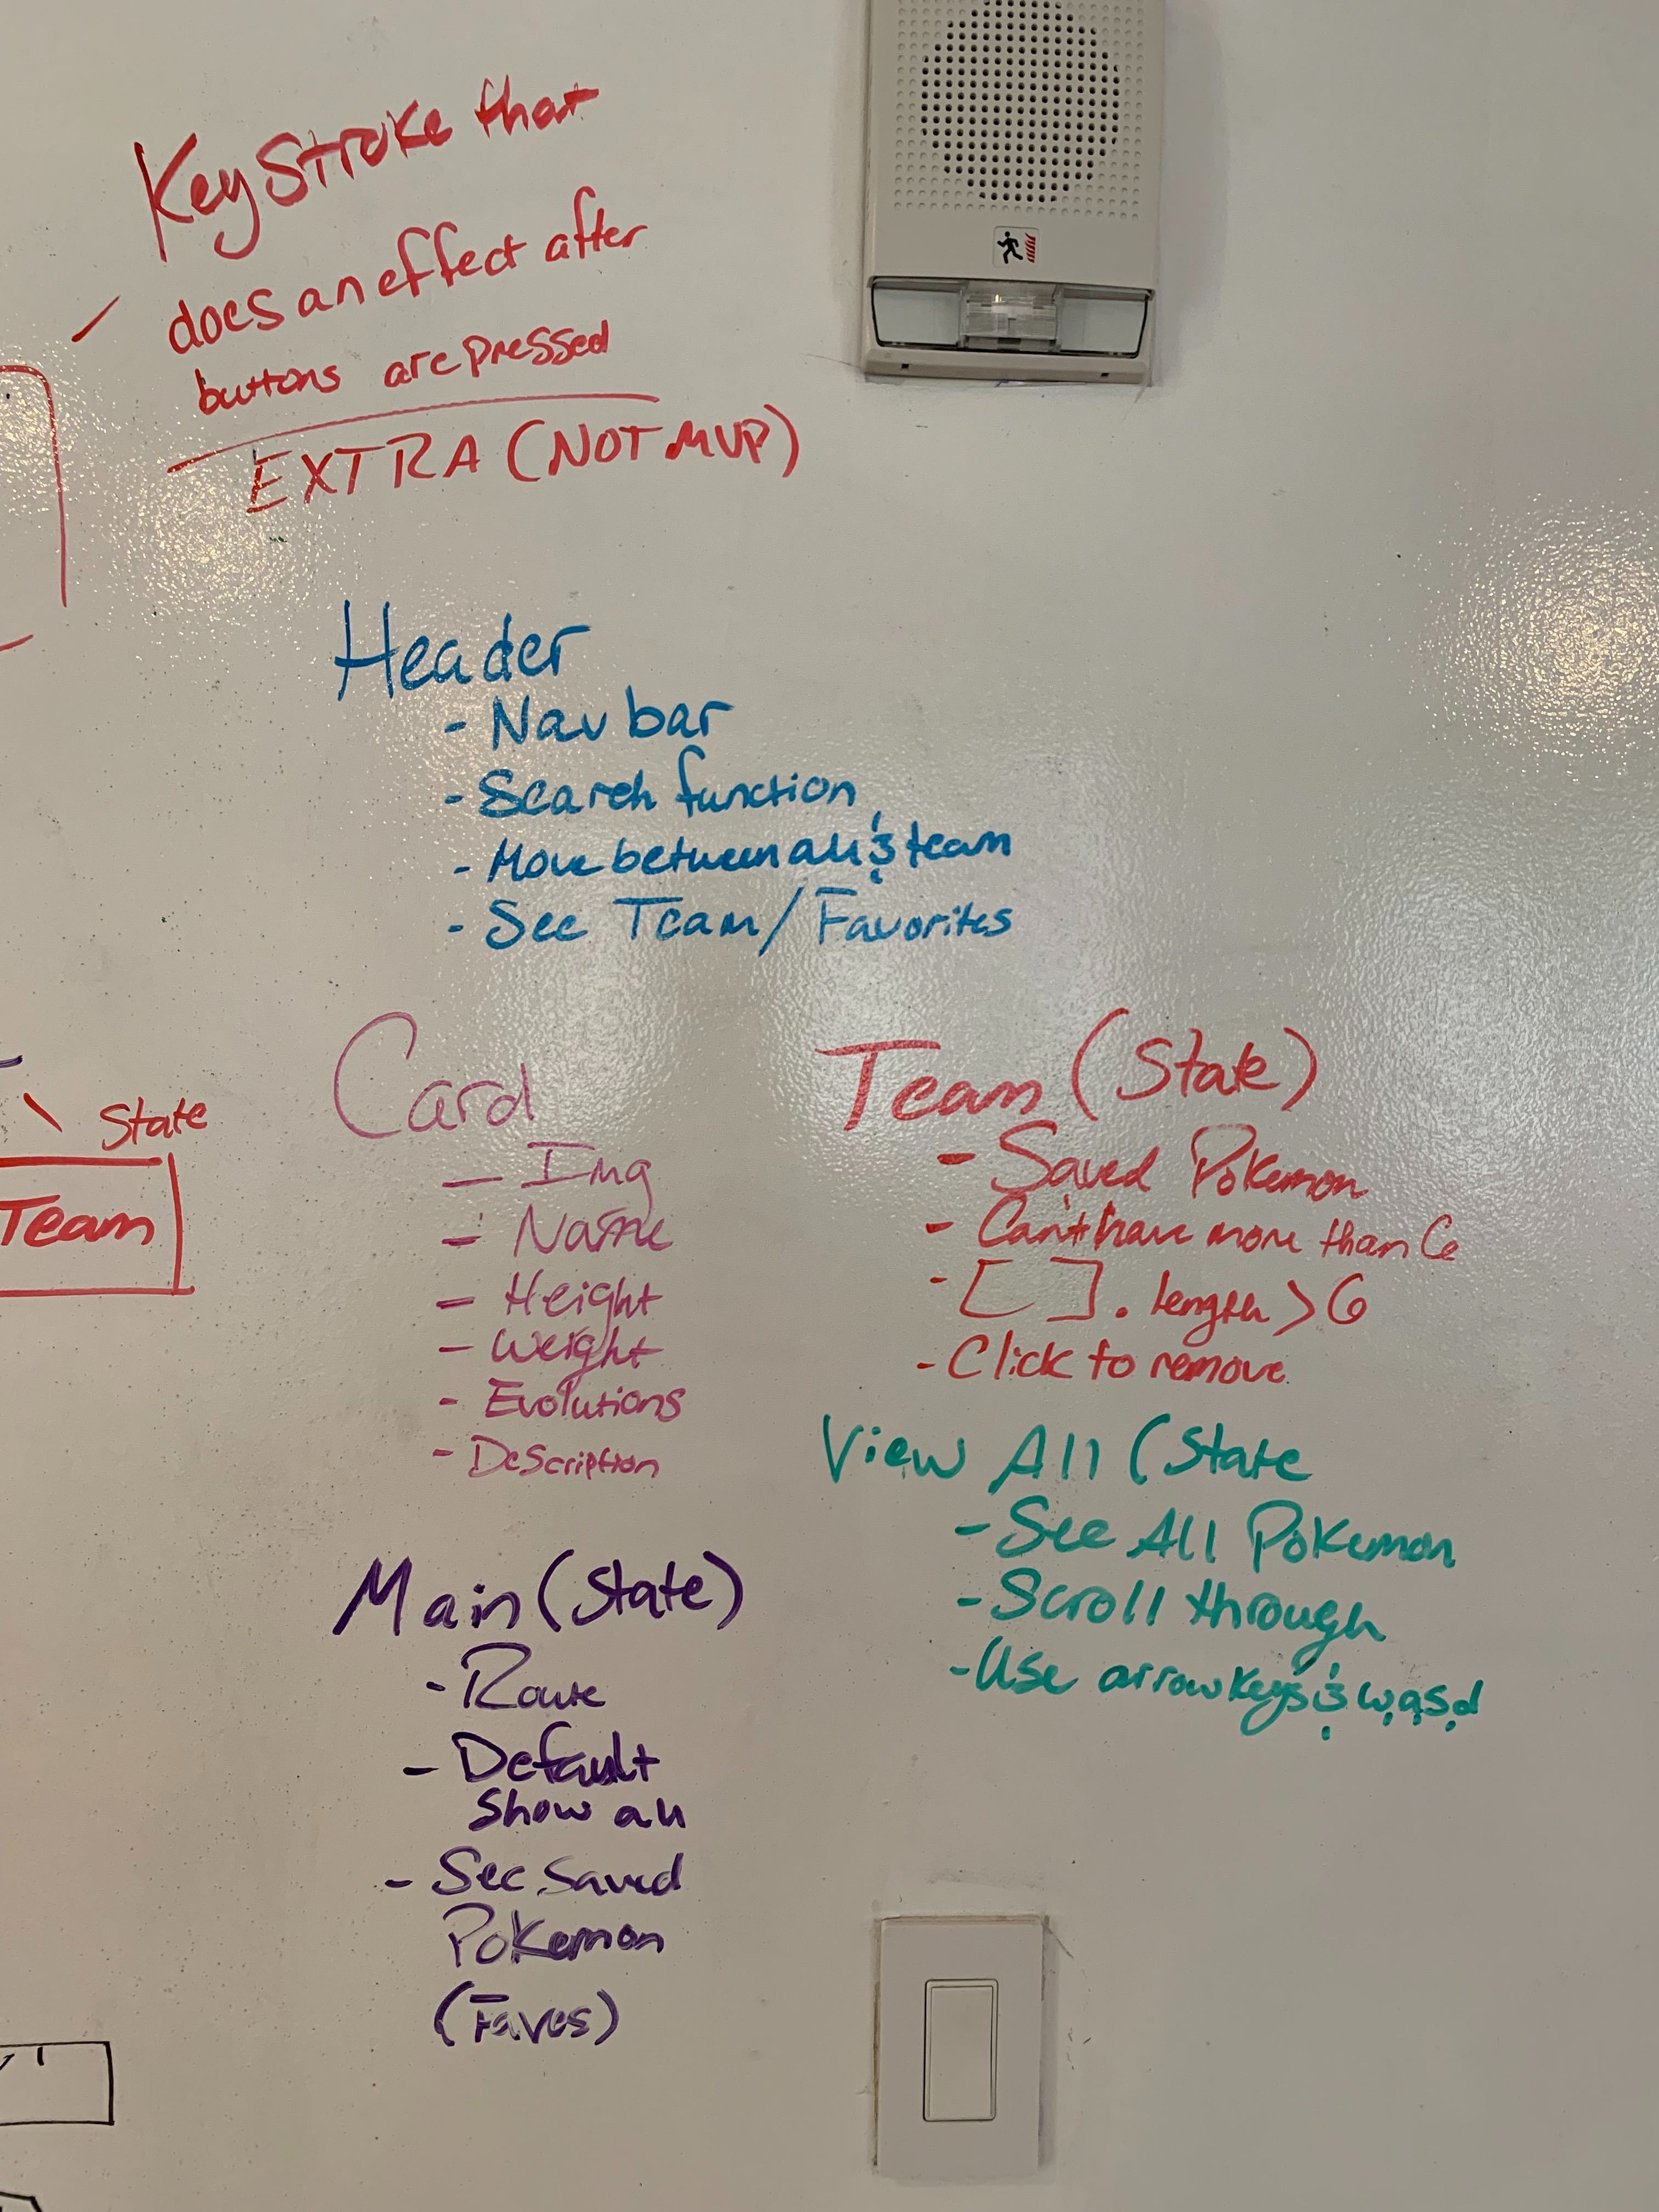 KeyStroke that
does an effect after
buttons are pressed
EXTRA (NOT MVP)
Header
- Navbar
- Search function
- Move between all & team
- See Team/Favorites
Card
- Img
- Name
- Height
- Weight
- Evolutions
- Description
Team (State)
- Saved Pokemon
- Can't have more than 6
- [ ]. length > 6
- Click to remove
State
Team
View All (State
- See All Pokemon
- Scroll through
- Use arrow keys & w,a,s,d
Main (State)
- Route
- Default
Show all
- See saved
Pokemon
(Faves)